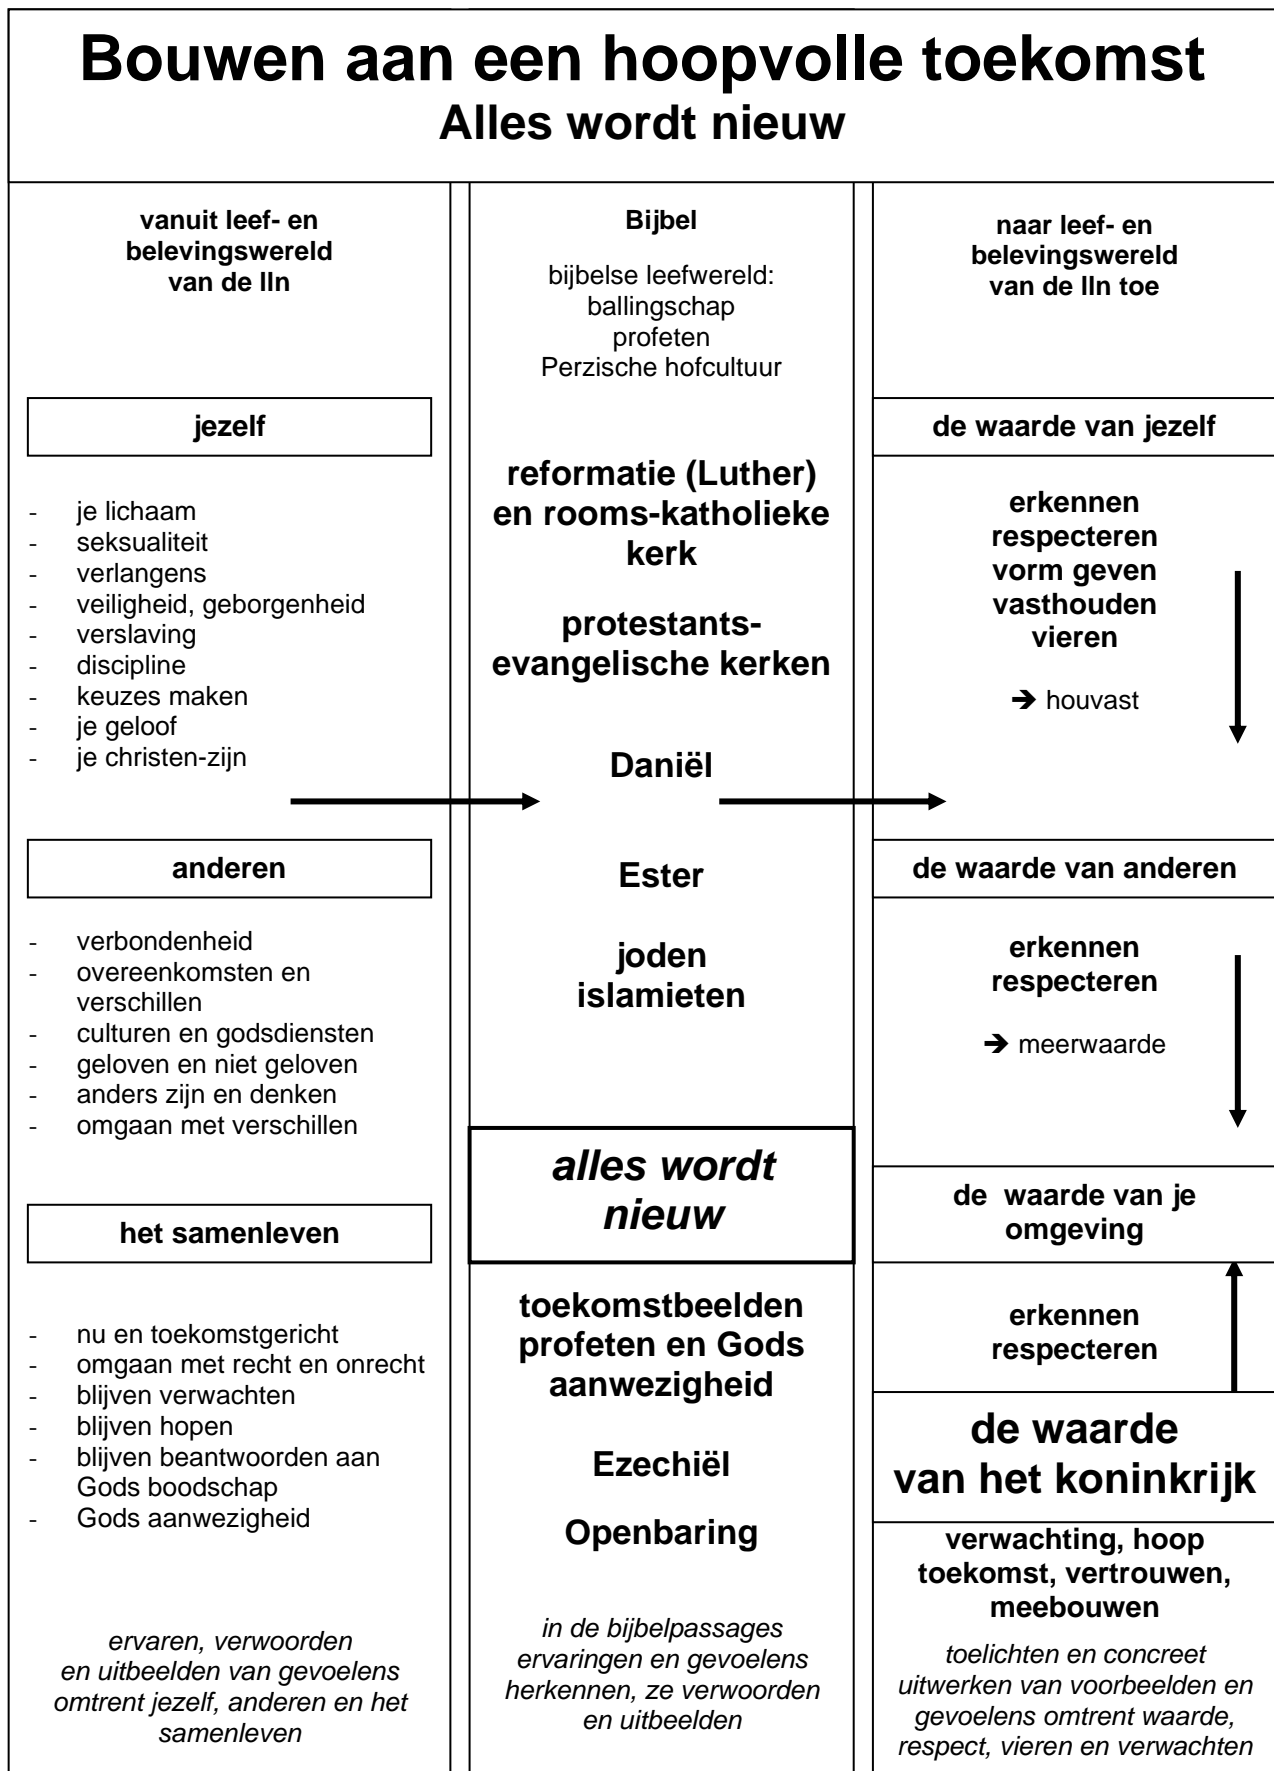 Bouwen aan een hoopvolle toekomst
Alles wordt nieuw
vanuit leef- en
belevingswereld
van de lln
jezelf
- je lichaam
- seksualiteit
- verlangens
- veiligheid, geborgenheid
- verslaving
- discipline
- keuzes maken
- je geloof
- je christen-zijn
anderen
- verbondenheid
- overeenkomsten en
verschillen
- culturen en godsdiensten
- geloven en niet geloven
- anders zijn en denken
- omgaan met verschillen
het samenleven
- nu en toekomstgericht
- omgaan met recht en onrecht
- blijven verwachten
- blijven hopen
- blijven beantwoorden aan
Gods boodschap
- Gods aanwezigheid
ervaren, verwoorden
en uitbeelden van gevoelens
omtrent jezelf, anderen en het
samenleven
Bijbel
bijbelse leefwereld:
ballingschap
profeten
Perzische hofcultuur
reformatie (Luther)
en rooms-katholieke
kerk
protestants-
evangelische kerken
Daniël
Ester
joden
islamieten
alles wordt
nieuw
toekomstbeelden
profeten en Gods
aanwezigheid
Ezechiël
Openbaring
in de bijbelpassages
ervaringen en gevoelens
herkennen, ze verwoorden
en uitbeelden
naar leef- en
belevingswereld
van de lln toe
de waarde van jezelf
erkennen
respecteren
vorm geven
vasthouden
vieren
➔ houvast
de waarde van anderen
erkennen
respecteren
➔ meerwaarde
de waarde van je
omgeving
erkennen
respecteren
de waarde
van het koninkrijk
verwachting, hoop
toekomst, vertrouwen,
meebouwen
toelichten en concreet
uitwerken van voorbeelden en
gevoelens omtrent waarde,
respect, vieren en verwachten